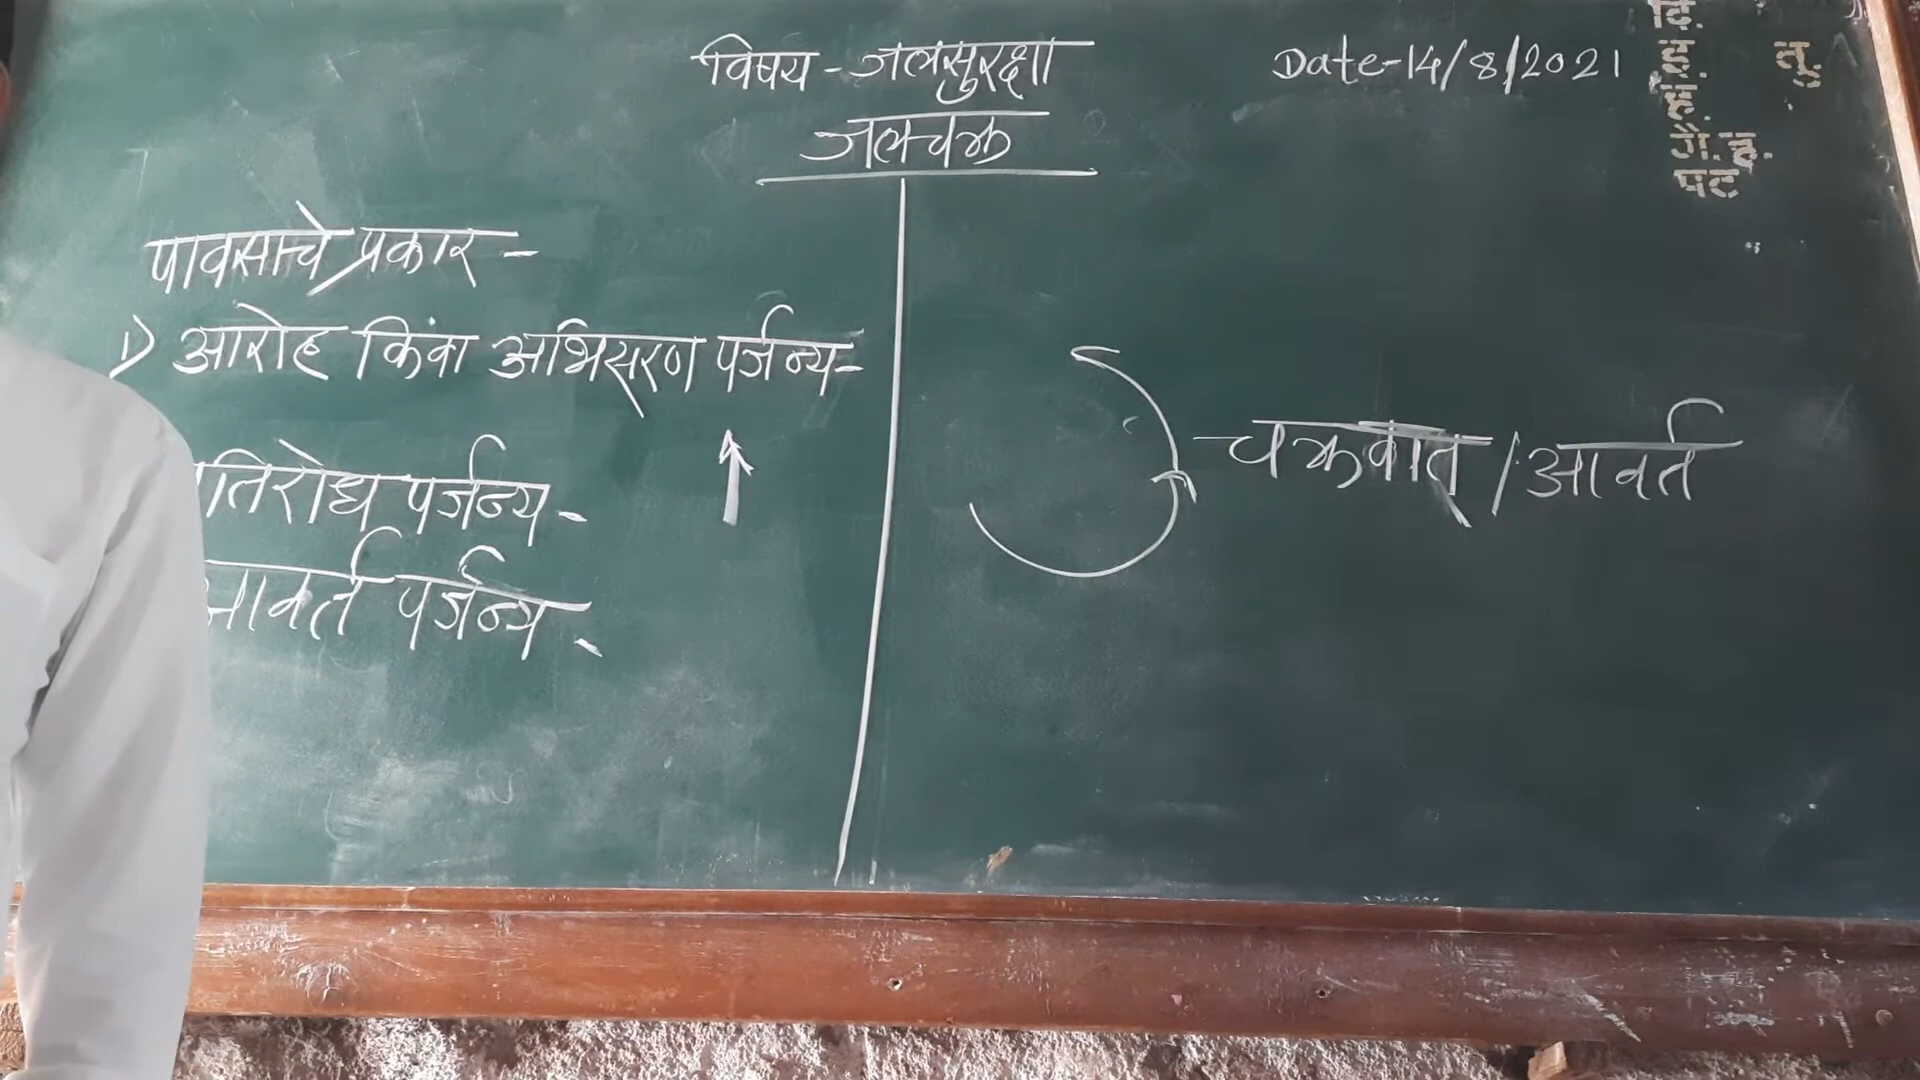 विषय - जलसुरक्षा
Date-14/8/2021
जलचक्र
पावसाचे प्रकार -
1) आरोह किंवा अभिसरण पर्जन्य-
तिरोध पर्जन्य-
आवर्त पर्जन्य-
चक्रवात / आवर्त
दि.
ह. तु.
ह.
गै. ह.
पट